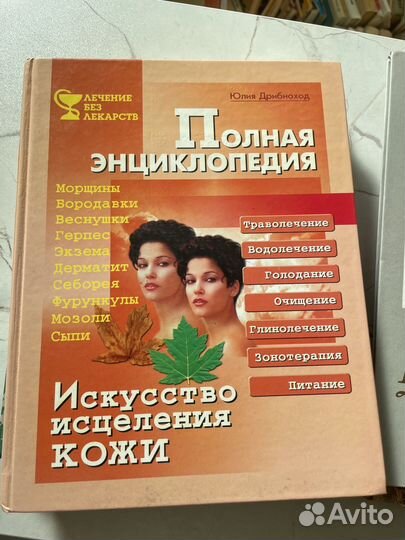 ЛЕЧЕНИЕ
БЕЗ
ЛЕКАРСТВ
Юлия Дрибноход
ПОЛНАЯ
ЭНЦИКЛОПЕДИЯ
Морщины
Бородавки
Веснушки
Герпес
Экзема
Дерматит
Себорея
Фурункулы
Мозоли
Сыпи
Траволечение
Водолечение
Голодание
Очищение
Глинолечение
Зонотерапия
Питание
ИСКУССТВО
ИСЦЕЛЕНИЯ
КОЖИ
Avito